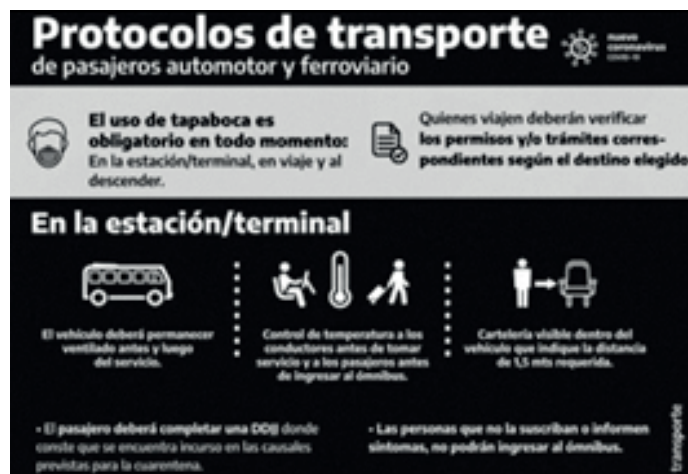 Protocolos de transporte
de pasajeros automotor y ferroviario
nuevo
coronavirus
COVID-19
El uso de tapaboca es
obligatorio en todo momento:
En la estación/terminal, en viaje y al
descender.
Quienes viajen deberán verificar
los permisos y/o trámites corres-
pondientes según el destino elegido
En la estación/terminal
El vehículo deberá permanecer
ventilado antes y luego
del servicio.
Control de temperatura a los
conductores antes de tomar
servicio y a los pasajeros antes
de ingresar al ómnibus.
Cartelería visible dentro del
vehículo que indique la distancia
de 1,5 mts requerida.
- El pasajero deberá completar una DDJJ donde
conste que se encuentra incurso en las causales
previstas para la cuarentena.
- Las personas que no la suscriban o informen
síntomas, no podrán ingresar al ómnibus.
transporte